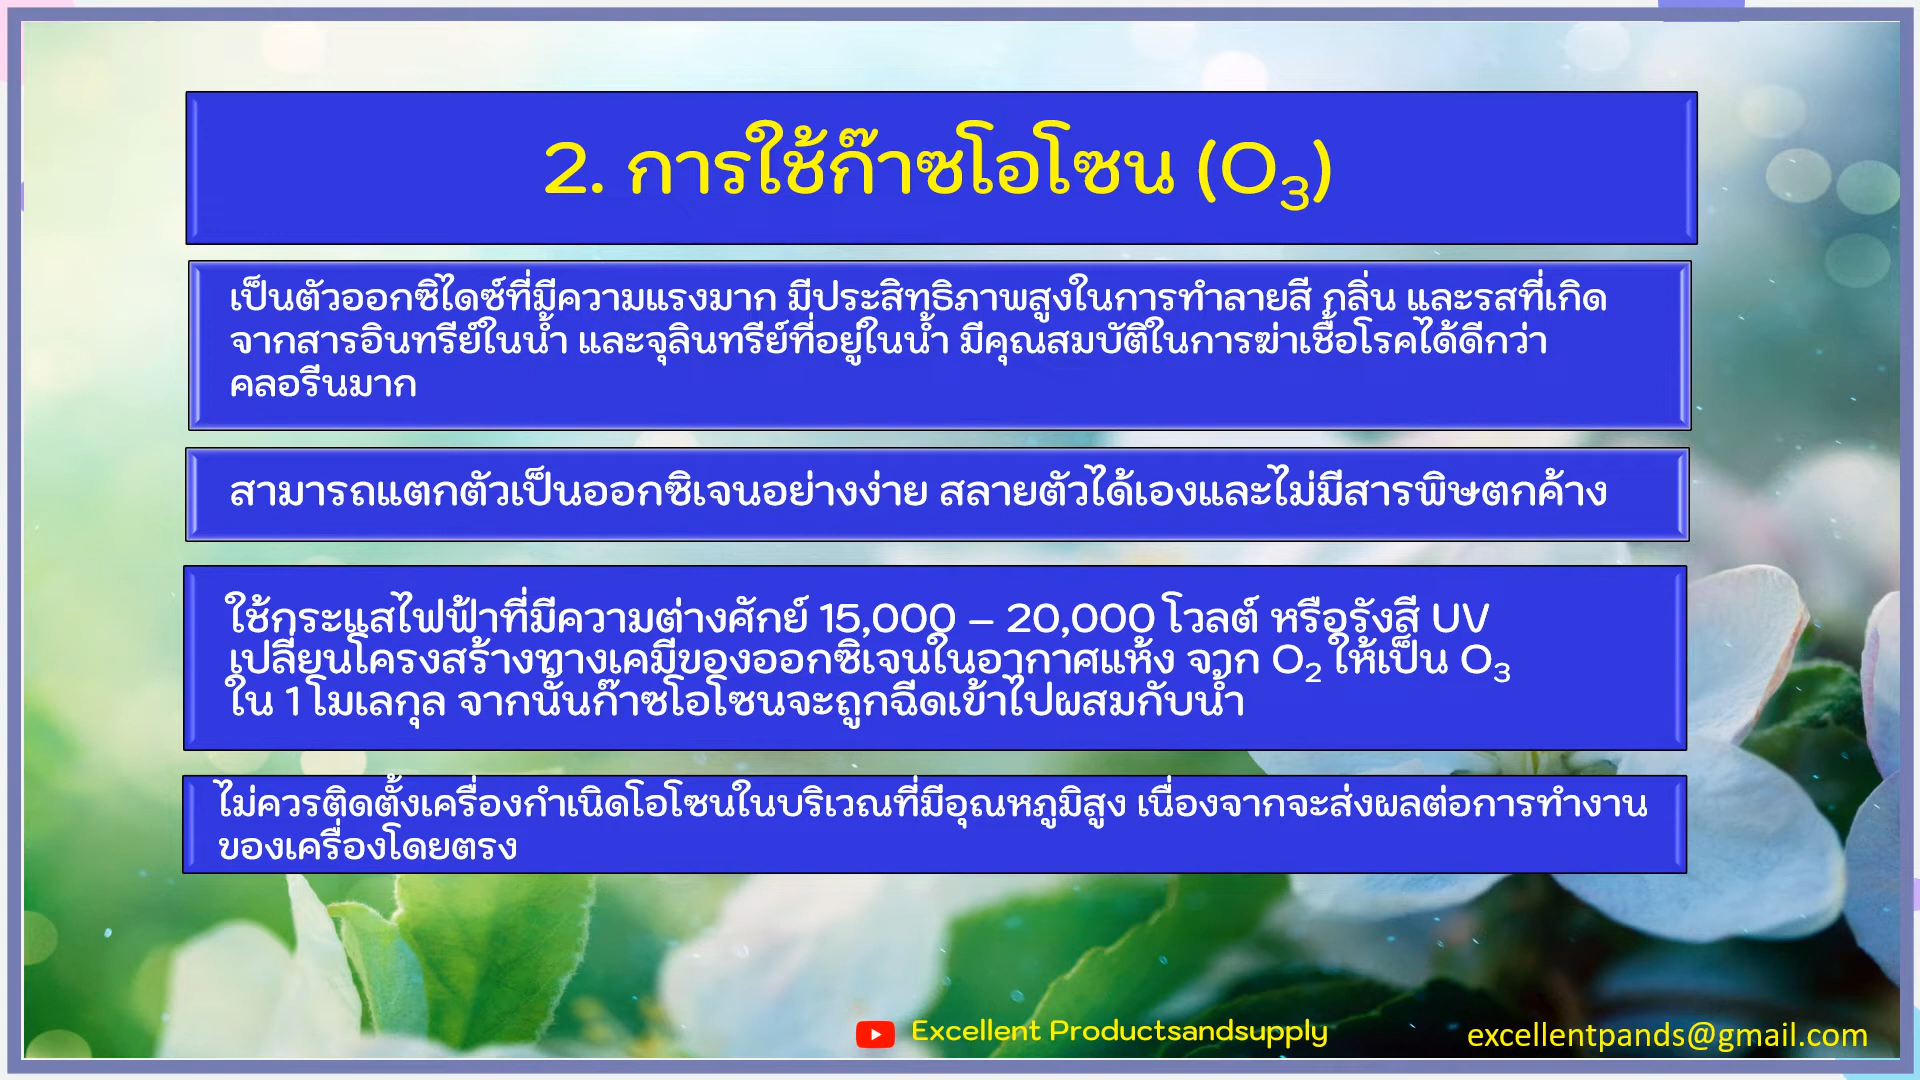 2. การใช้ก๊าซโอโซน (O₃)
เป็นตัวออกซิไดซ์ที่มีความแรงมาก มีประสิทธิภาพสูงในการทำลายสี กลิ่น และรสที่เกิด
จากสารอินทรีย์ในน้ำ และจุลินทรีย์ที่อยู่ในน้ำ มีคุณสมบัติในการฆ่าเชื้อโรคได้ดีกว่า
คลอรีนมาก
สามารถแตกตัวเป็นออกซิเจนอย่างง่าย สลายตัวได้เองและไม่มีสารพิษตกค้าง
ใช้กระแสไฟฟ้าที่มีความต่างศักย์ 15,000 – 20,000 โวลต์ หรือรังสี UV
เปลี่ยนโครงสร้างทางเคมีของออกซิเจนในอากาศแห้ง จาก O₂ ให้เป็น O₃
ใน 1 โมเลกุล จากนั้นก๊าซโอโซนจะถูกฉีดเข้าไปผสมกับน้ำ
ไม่ควรติดตั้งเครื่องกำเนิดโอโซนในบริเวณที่มีอุณหภูมิสูง เนื่องจากจะส่งผลต่อการทำงาน
ของเครื่องโดยตรง
Excellent Productsandsupply
excellentpands@gmail.com